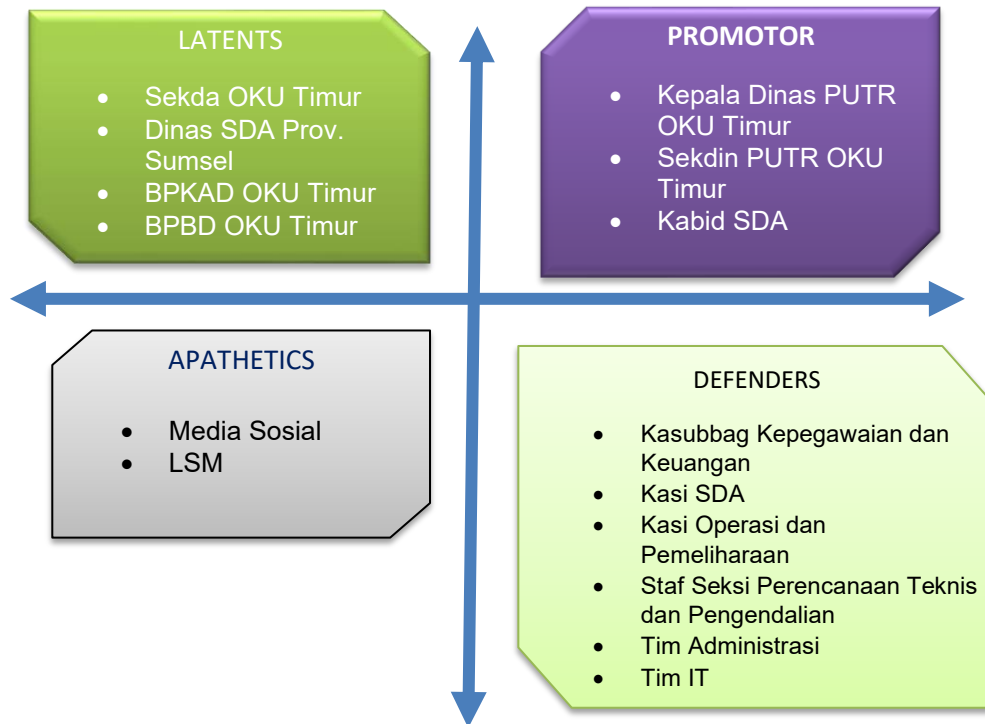 LATENTS
• Sekda OKU Timur
• Dinas SDA Prov.
Sumsel
• BPKAD OKU Timur
• BPBD OKU Timur
PROMOTOR
• Kepala Dinas PUTR
OKU Timur
• Sekdin PUTR OKU
Timur
• Kabid SDA
APATHETICS
• Media Sosial
• LSM
DEFENDERS
• Kasubbag Kepegawaian dan
Keuangan
• Kasi SDA
• Kasi Operasi dan
Pemeliharaan
• Staf Seksi Perencanaan Teknis
dan Pengendalian
• Tim Administrasi
• Tim IT